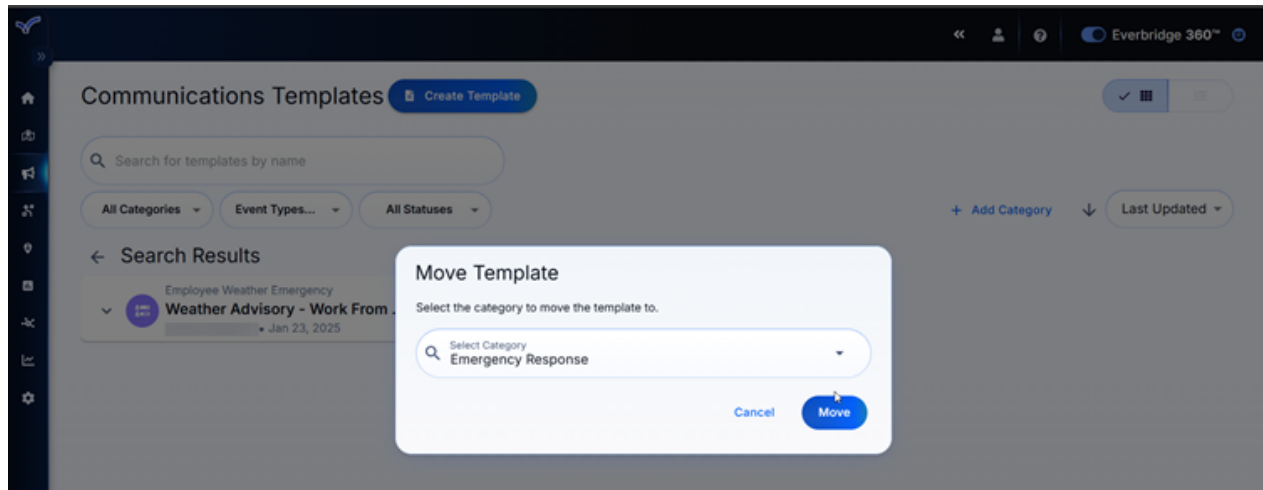 Everbridge 360™
Communications Templates
Create Template
Search for templates by name
All Categories
Event Types...
All Statuses
+ Add Category
Last Updated
Search Results
Employee Weather Emergency
Weather Advisory - Work From .
• Jan 23, 2025
Move Template
Select the category to move the template to.
Select Category
Emergency Response
Cancel
Move